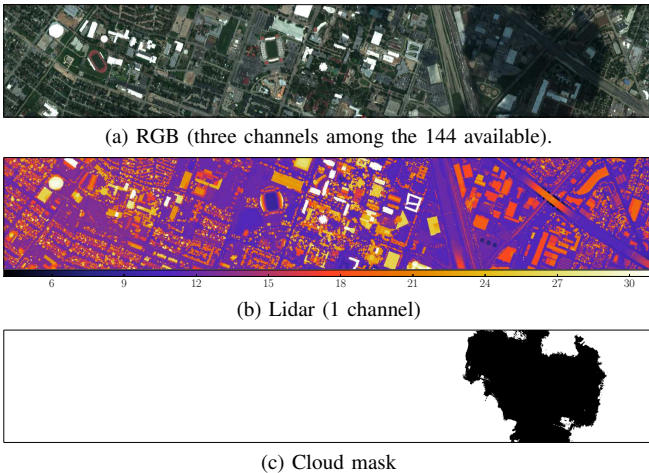 (a) RGB (three channels among the 144 available).
6 9 12 15 18 21 24 27 30
(b) Lidar (1 channel)
(c) Cloud mask